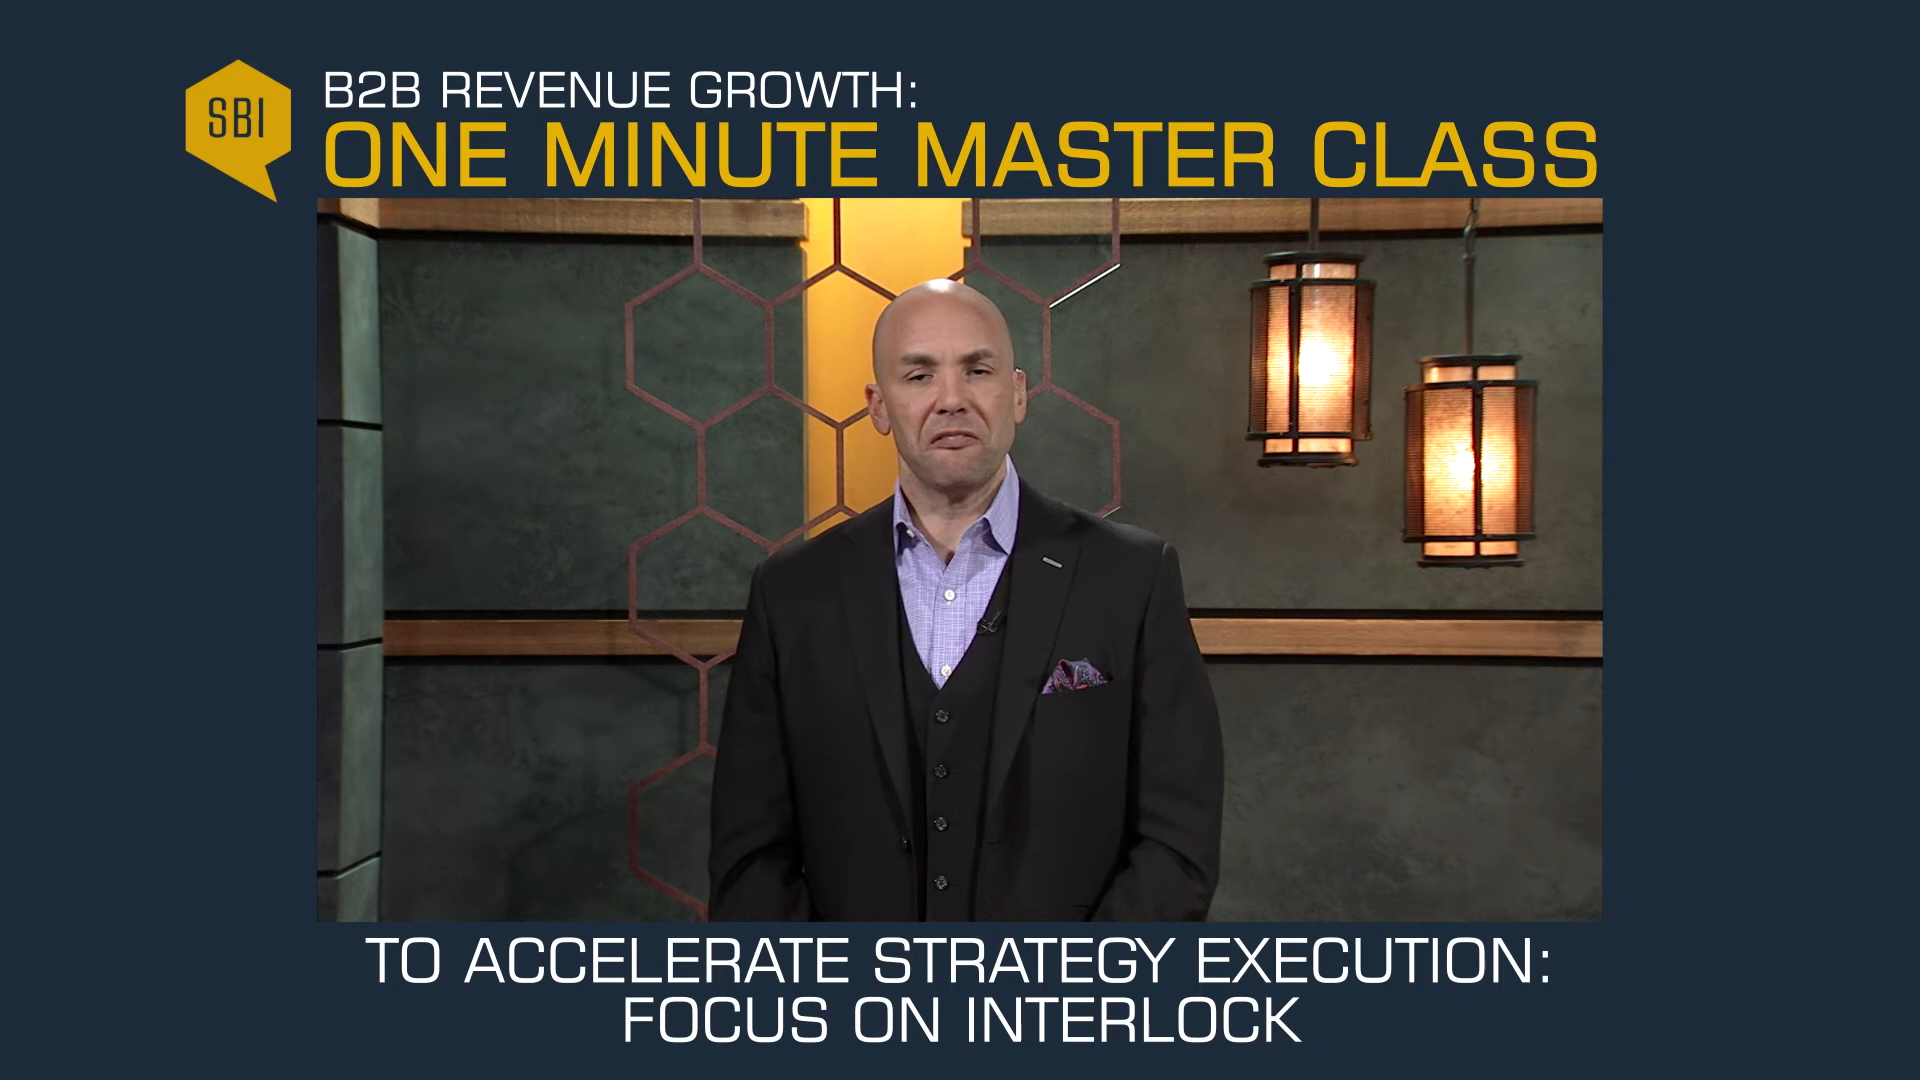 SBI
B2B REVENUE GROWTH:
ONE MINUTE MASTER CLASS
TO ACCELERATE STRATEGY EXECUTION:
FOCUS ON INTERLOCK